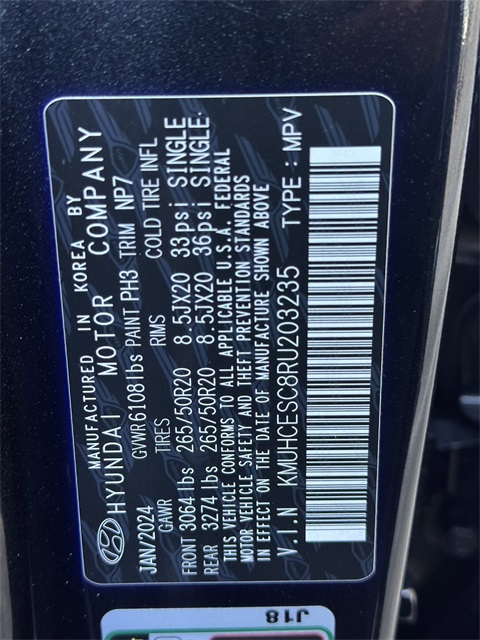 MANUFACTURED IN KOREA BY
HYUNDAI MOTOR COMPANY
JAN/2024 GVWR 6108 lbs PAINT PH3 TRIM NP7
GAWR TIRES RIMS COLD TIRE INFL
FRONT 3064 lbs 265/50R20 8.5JX20 33psi SINGLE
REAR 3274 lbs 265/50R20 8.5JX20 36psi SINGLE
THIS VEHICLE CONFORMS TO ALL APPLICABLE U.S.A. FEDERAL
MOTOR VEHICLE SAFETY AND THEFT PREVENTION STANDARDS
IN EFFECT ON THE DATE OF MANUFACTURE SHOWN ABOVE
V.I.N KMUHCESC8RU203235 TYPE : MPV
J18